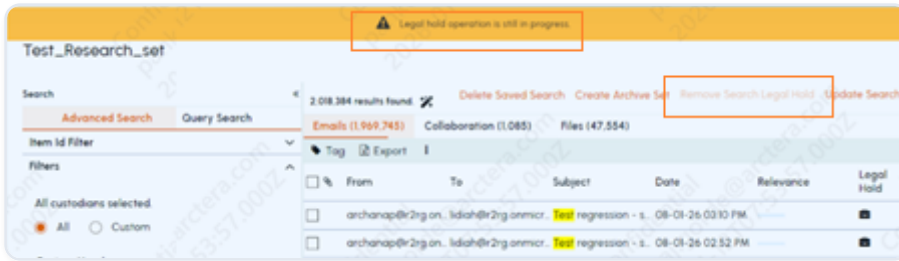 Legal hold operation is still in progress.
Test_Research_set
Search
2,018,384 results found.
Delete Saved Search Create Archive Set Remove Search Legal Hold Update Search
Advanced Search Query Search
Emails (1,969,745) Collaboration (1,085) Files (47,554)
Item Id Filter
Tag Export
Filters
From To Subject Date Relevance Legal Hold
All custodians selected
All Custom
archanap@r2rg.on... lidiah@r2rg.onmicr... Test regression - s... 08-01-26 03:10 PM
archanap@r2rg.on... lidiah@r2rg.onmicr... Test regression - s... 08-01-26 02:52 PM